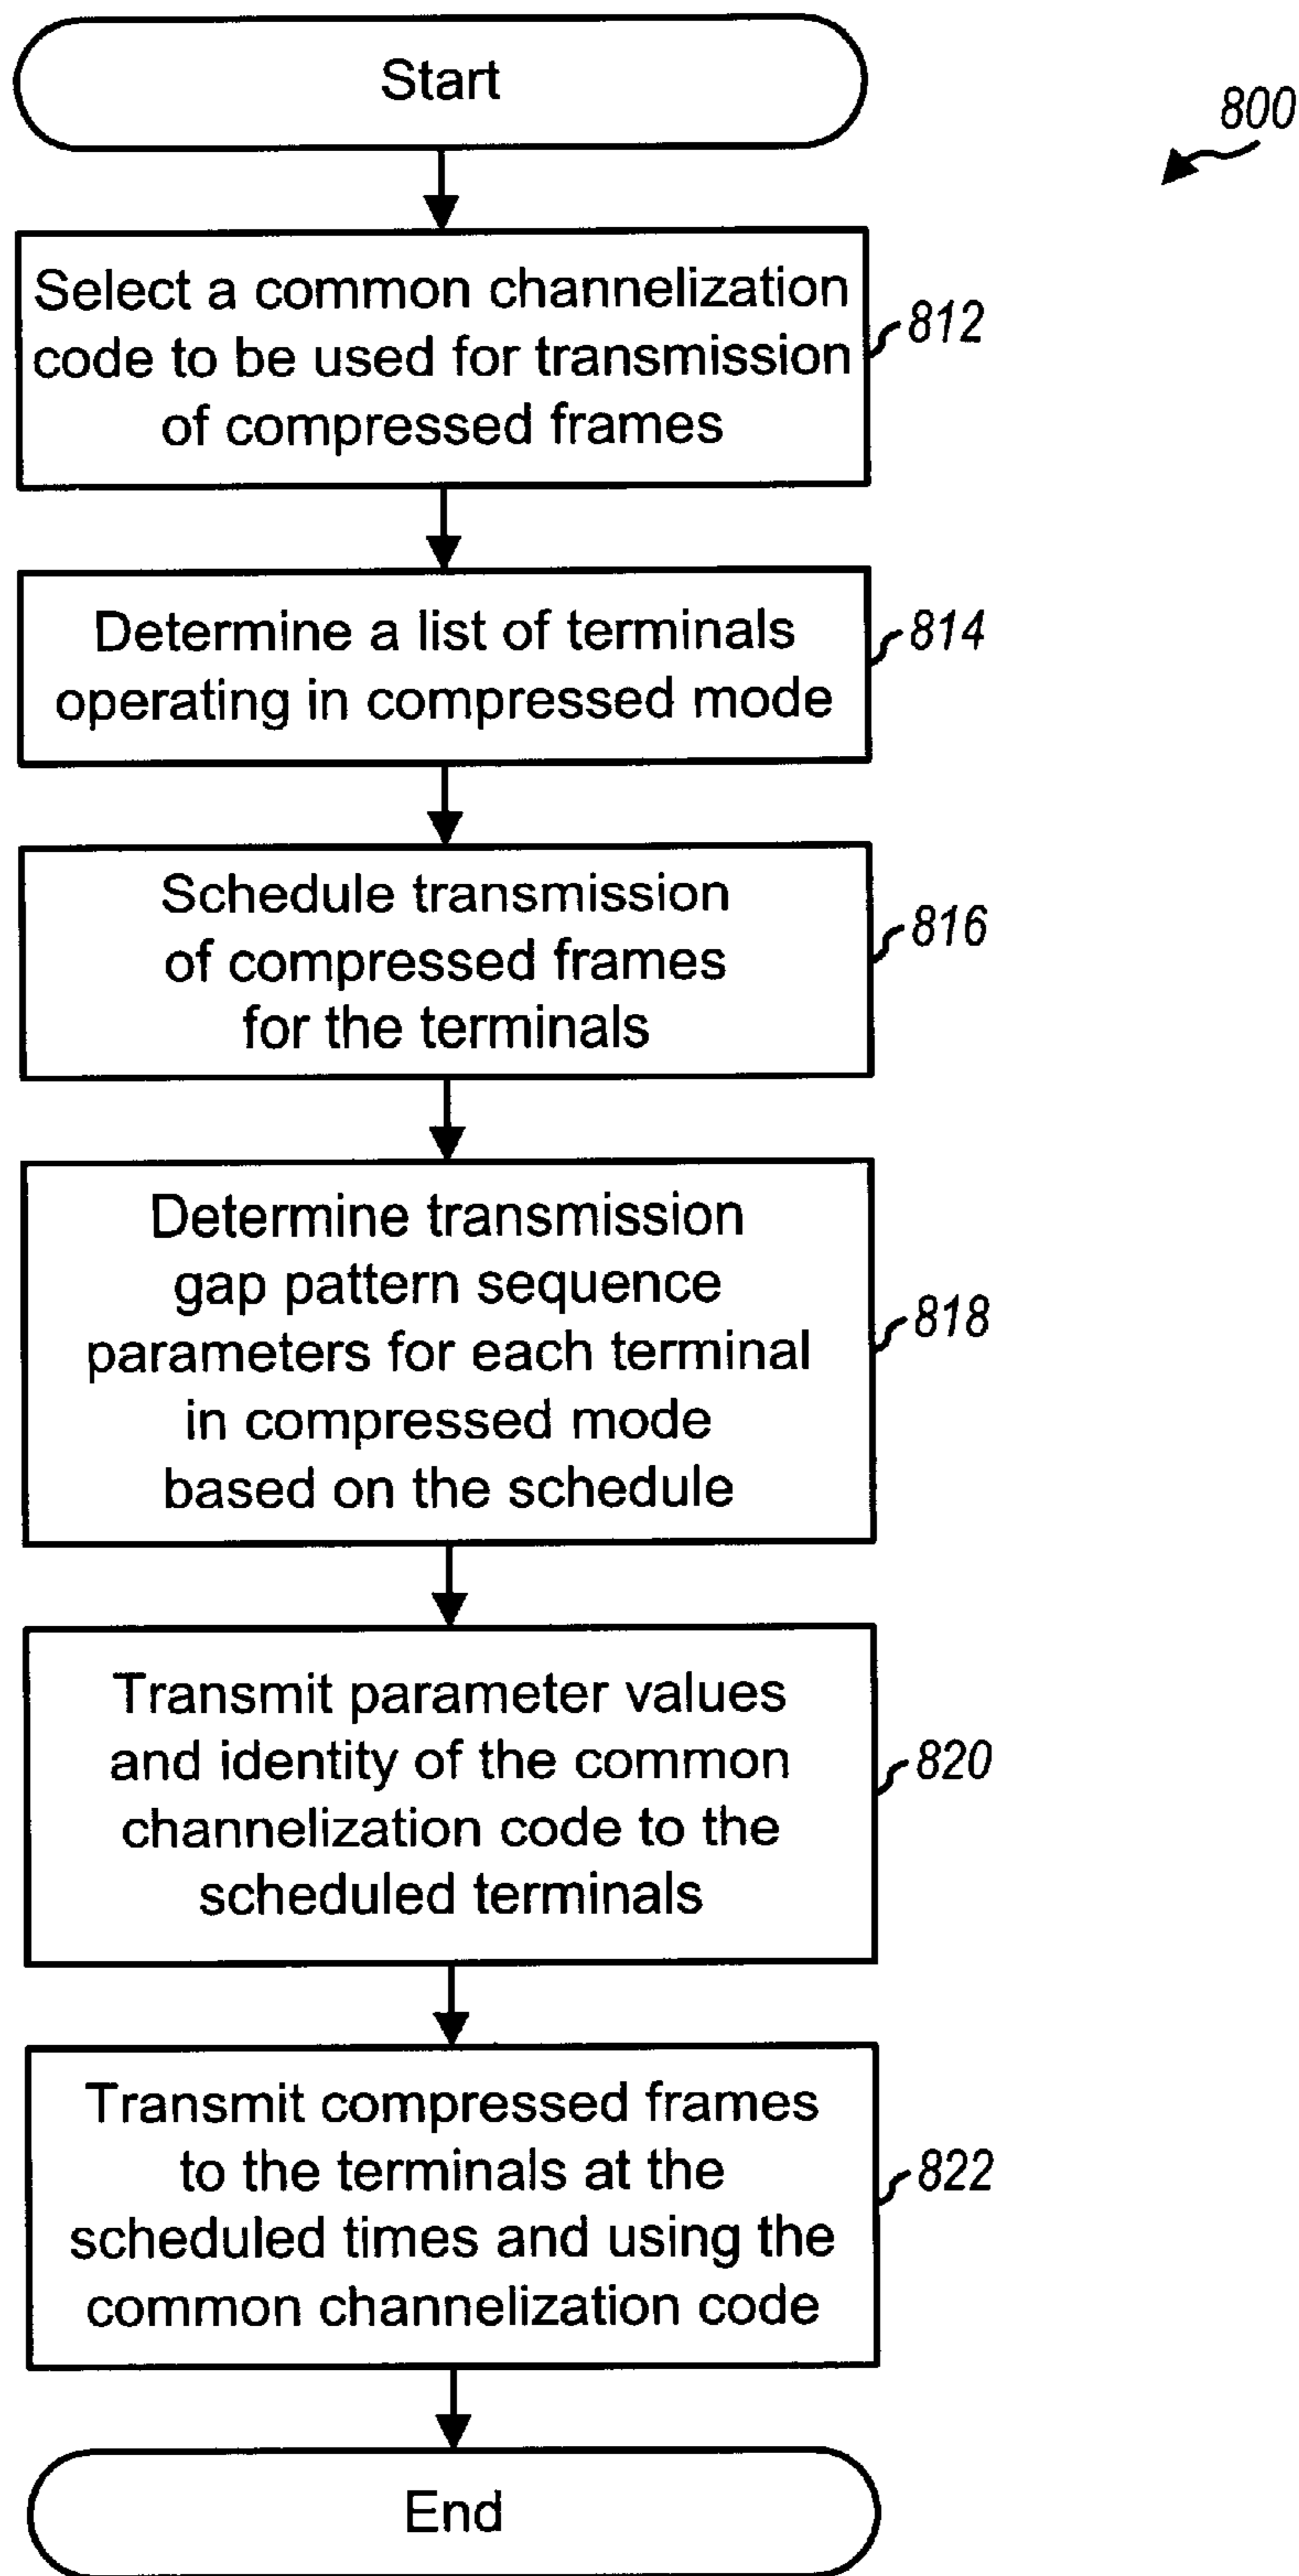 Start
800
Select a common channelization
code to be used for transmission
of compressed frames
812
Determine a list of terminals
operating in compressed mode
814
Schedule transmission
of compressed frames
for the terminals
816
Determine transmission
gap pattern sequence
parameters for each terminal
in compressed mode
based on the schedule
818
Transmit parameter values
and identity of the common
channelization code to the
scheduled terminals
820
Transmit compressed frames
to the terminals at the
scheduled times and using the
common channelization code
822
End